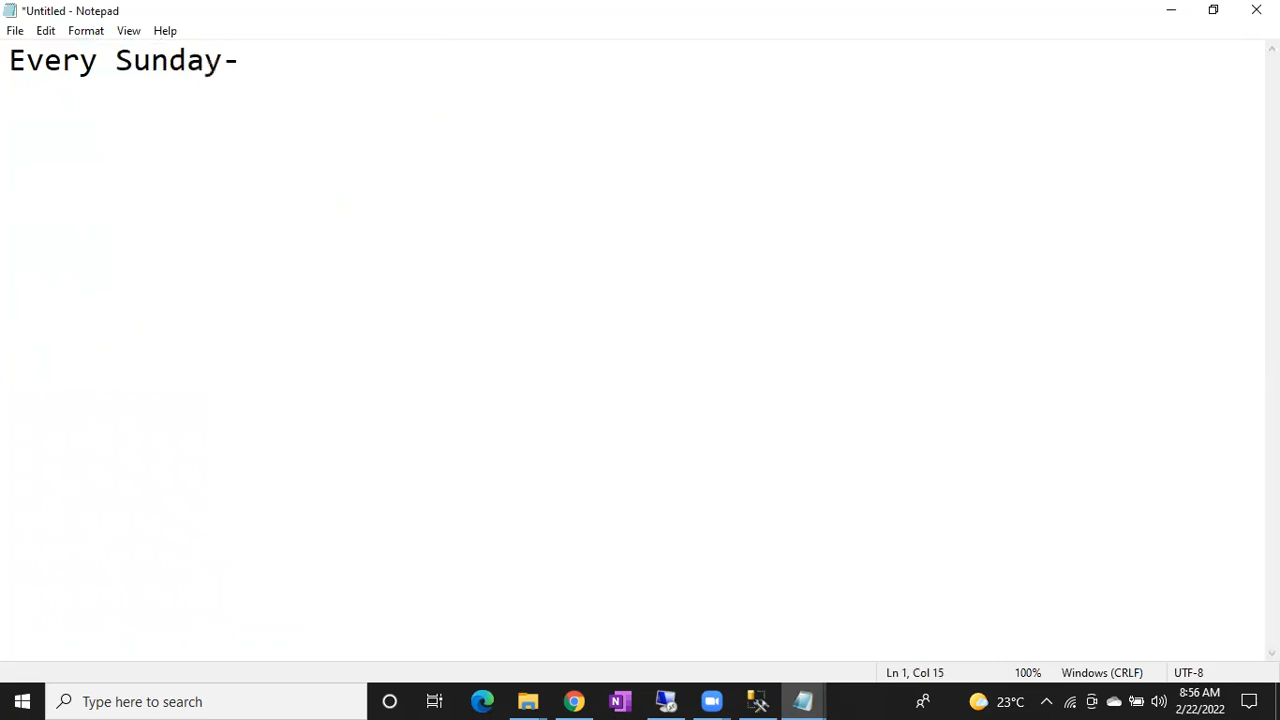 *Untitled - Notepad
File Edit Format View Help
Every Sunday-
Ln 1, Col 15 100% Windows (CRLF) UTF-8
Type here to search
N
23°C
8:56 AM
2/22/2022